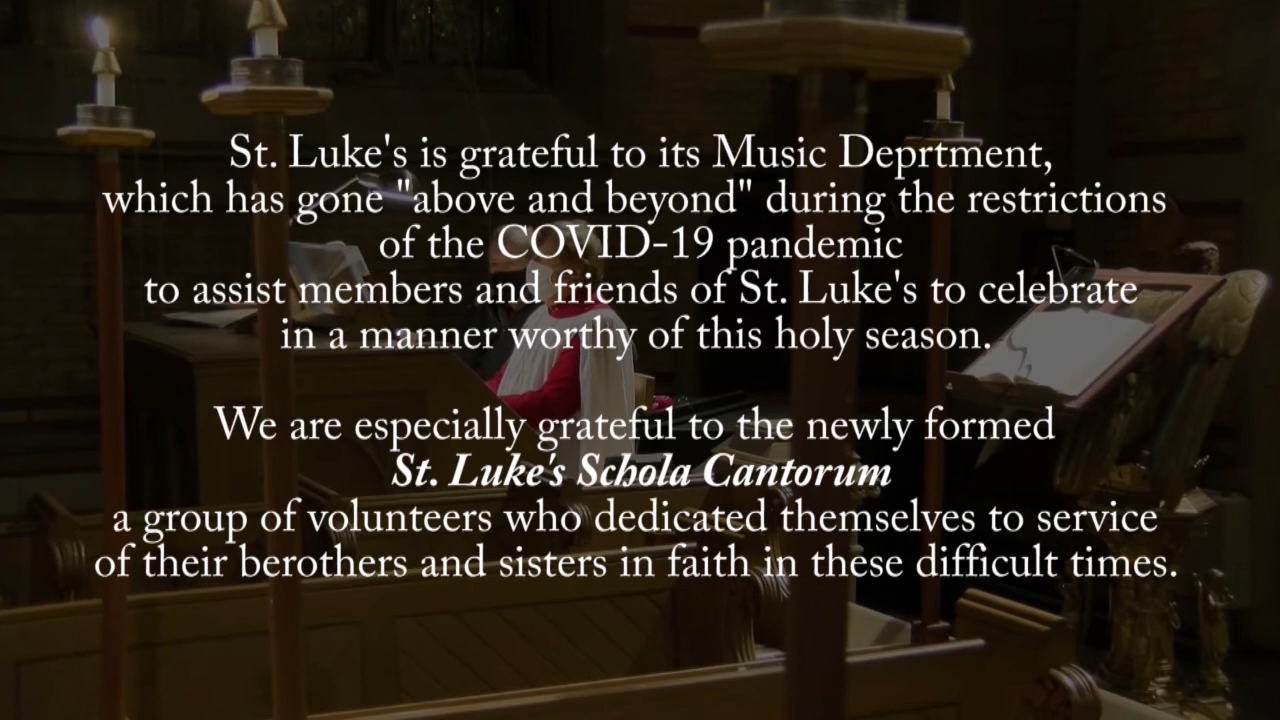 St. Luke's is grateful to its Music Deprtment,
which has gone "above and beyond" during the restrictions
of the COVID-19 pandemic
to assist members and friends of St. Luke's to celebrate
in a manner worthy of this holy season.
We are especially grateful to the newly formed
St. Luke's Schola Cantorum
a group of volunteers who dedicated themselves to service
of their berothers and sisters in faith in these difficult times.